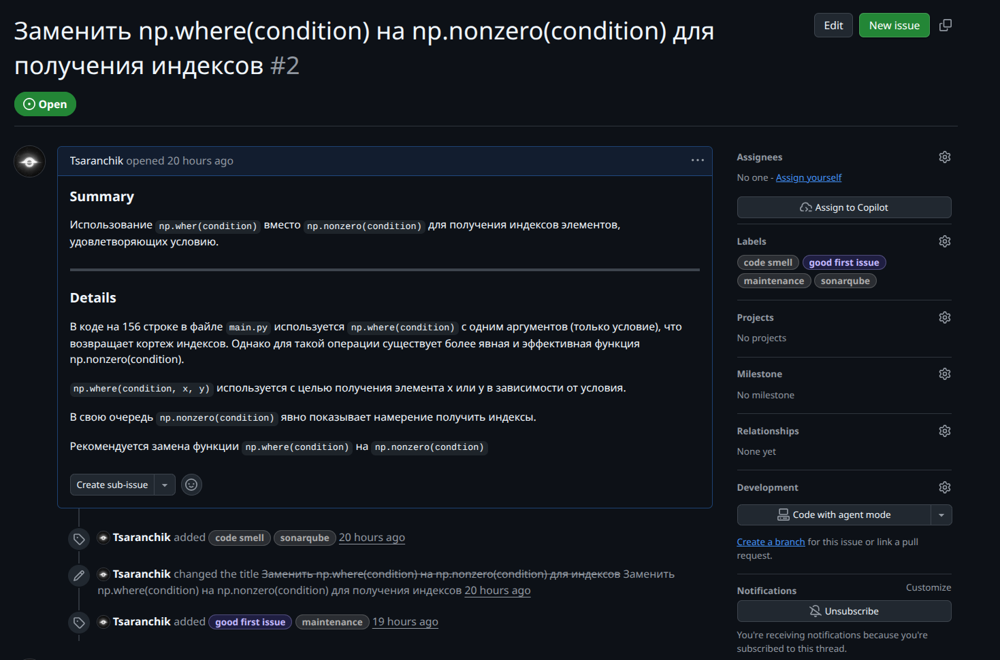 Заменить np.where(condition) на np.nonzero(condition) для
получения индексов #2
Edit
New issue
Open
Tsaranchik opened 20 hours ago
Summary
Использование np.wher(condition) вместо np.nonzero(condition) для получения индексов элементов,
удовлетворяющих условию.
Details
В коде на 156 строке в файле main.py используется np.where(condition) с одним аргументов (только условие), что
возвращает кортеж индексов. Однако для такой операции существует более явная и эффективная функция
np.nonzero(condition).
np.where(condition, x, y) используется с целью получения элемента x или y в зависимости от условия.
В свою очередь np.nonzero(condition) явно показывает намерение получить индексы.
Рекомендуется замена функции np.where(condition) на np.nonzero(condtion)
Create sub-issue
Tsaranchik added code smell sonarqube 20 hours ago
Tsaranchik changed the title Заменить np.where(condition) на np.nonzero(condition) для индексов Заменить
np.where(condition) на np.nonzero(condition) для получения индексов 20 hours ago
Tsaranchik added good first issue maintenance 19 hours ago
Assignees
No one - Assign yourself
Assign to Copilot
Labels
code smell good first issue
maintenance sonarqube
Projects
No projects
Milestone
No milestone
Relationships
None yet
Development
Code with agent mode
Create a branch for this issue or link a pull
request.
Notifications
Customize
Unsubscribe
You're receiving notifications because you're
subscribed to this thread.